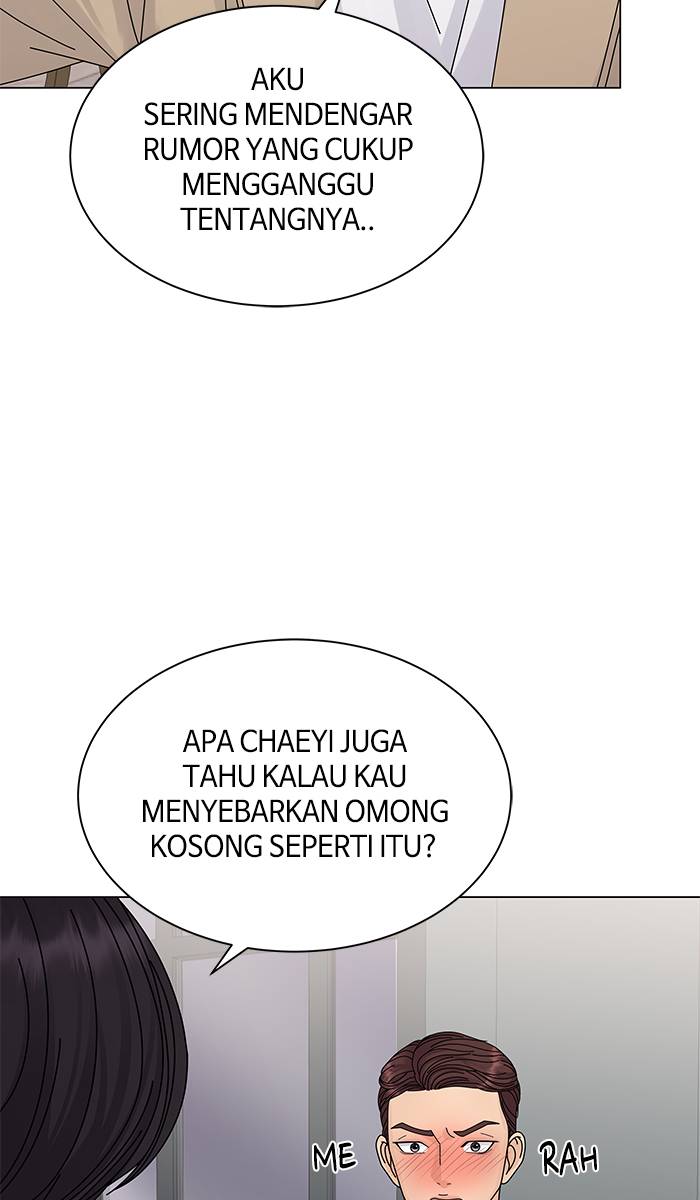 AKU
SERING MENDENGAR
RUMOR YANG CUKUP
MENGGANGGU
TENTANGNYA..
APA CHAEYI JUGA
TAHU KALAU KAU
MENYEBARKAN OMONG
KOSONG SEPERTI ITU?
ME RAH